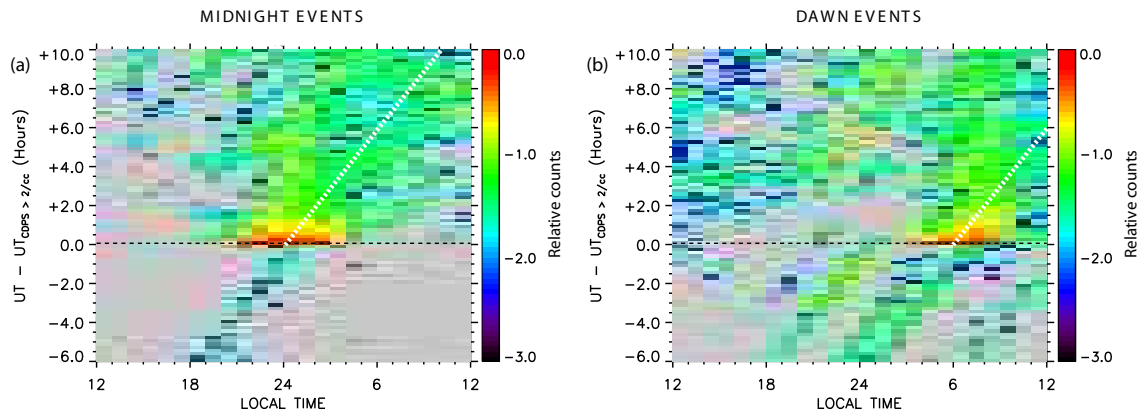 MIDNIGHT EVENTS
(a)
UT − UT_CDPS > 2/cc (Hours)
+10.0
+8.0
+6.0
+4.0
+2.0
0.0
−2.0
−4.0
−6.0
12 18 24 6 12
LOCAL TIME
0.0
−1.0
−2.0
−3.0
Relative counts
DAWN EVENTS
(b)
UT − UT_CDPS > 2/cc (Hours)
+10.0
+8.0
+6.0
+4.0
+2.0
0.0
−2.0
−4.0
−6.0
12 18 24 6 12
LOCAL TIME
0.0
−1.0
−2.0
−3.0
Relative counts